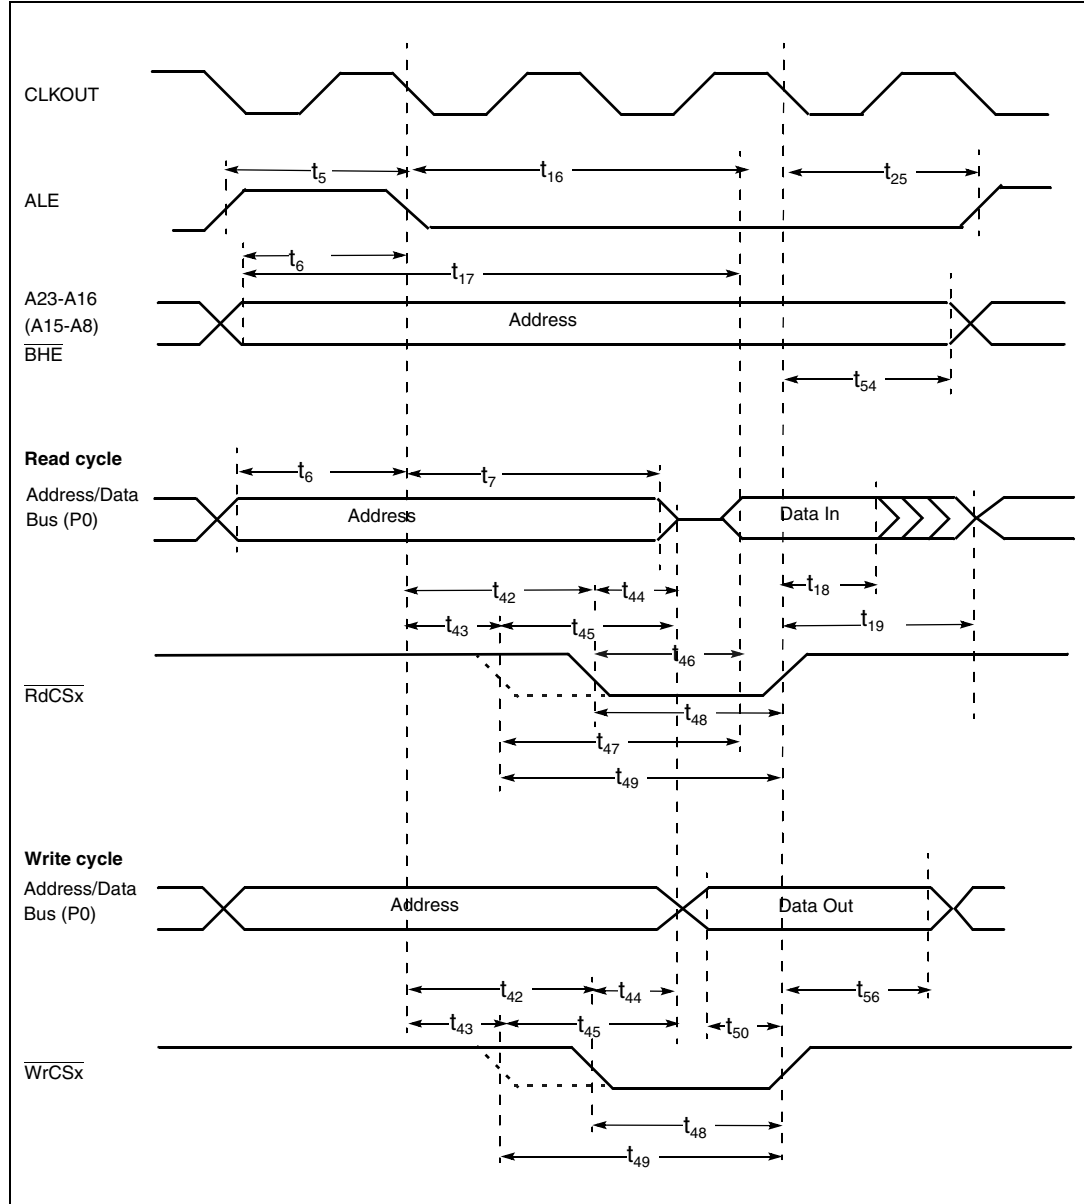 CLKOUT
t5
t16
t25
ALE
t6
t17
A23-A16
(A15-A8)
Address
BHE
t54
Read cycle
t6
t7
Address/Data
Bus (P0)
Address
Data In
t42
t44
t18
t43
t45
t19
t46
RdCSx
t48
t47
t49
Write cycle
Address/Data
Bus (P0)
Address
Data Out
t42
t44
t56
t43
t45
t50
WrCSx
t48
t49